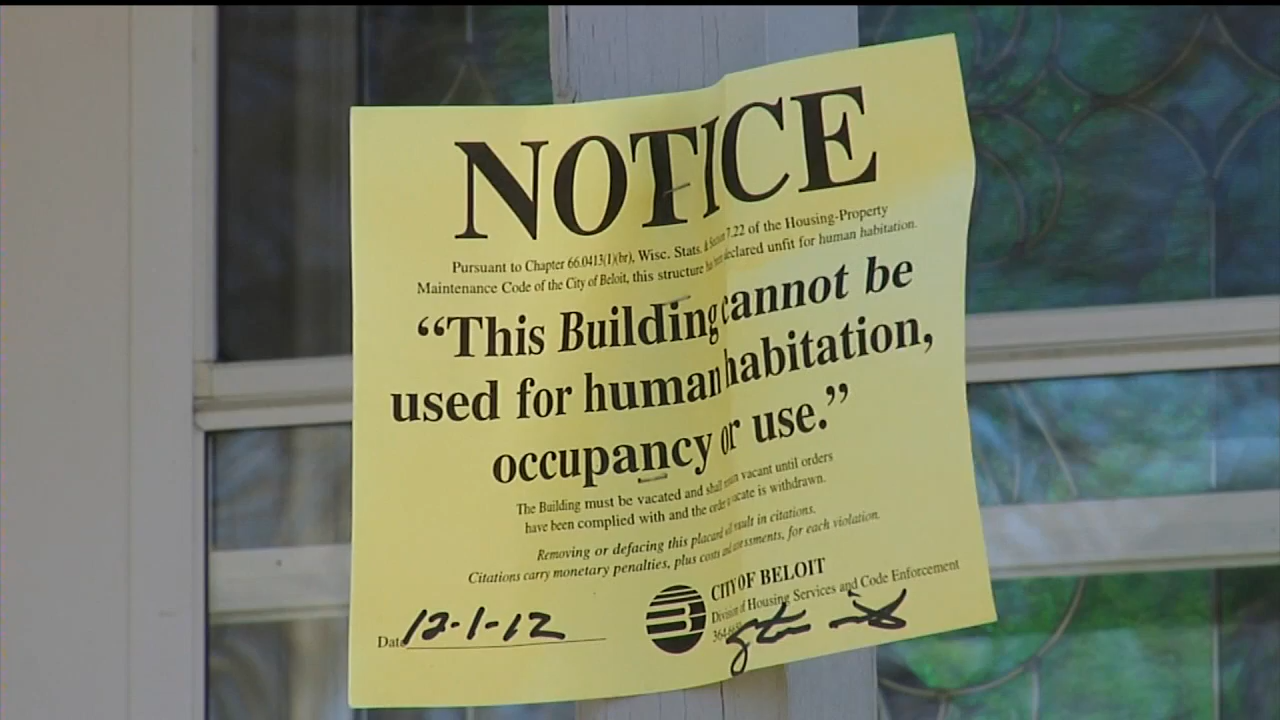 NOTICE
Pursuant to Chapter 66.0413(1)(br), Wisc. Stats. & Section 7.22 of the Housing-Property
Maintenance Code of the City of Beloit, this structure has been declared unfit for human habitation.
“This Building cannot be
used for human habitation,
occupancy or use.”
The Building must be vacated and shall remain vacant until orders
have been complied with and the order to vacate is withdrawn.
Removing or defacing this placard will result in citations.
Citations carry monetary penalties, plus costs and assessments, for each violation.
CITY OF BELOIT
Division of Housing Services and Code Enforcement
Date 12-1-12